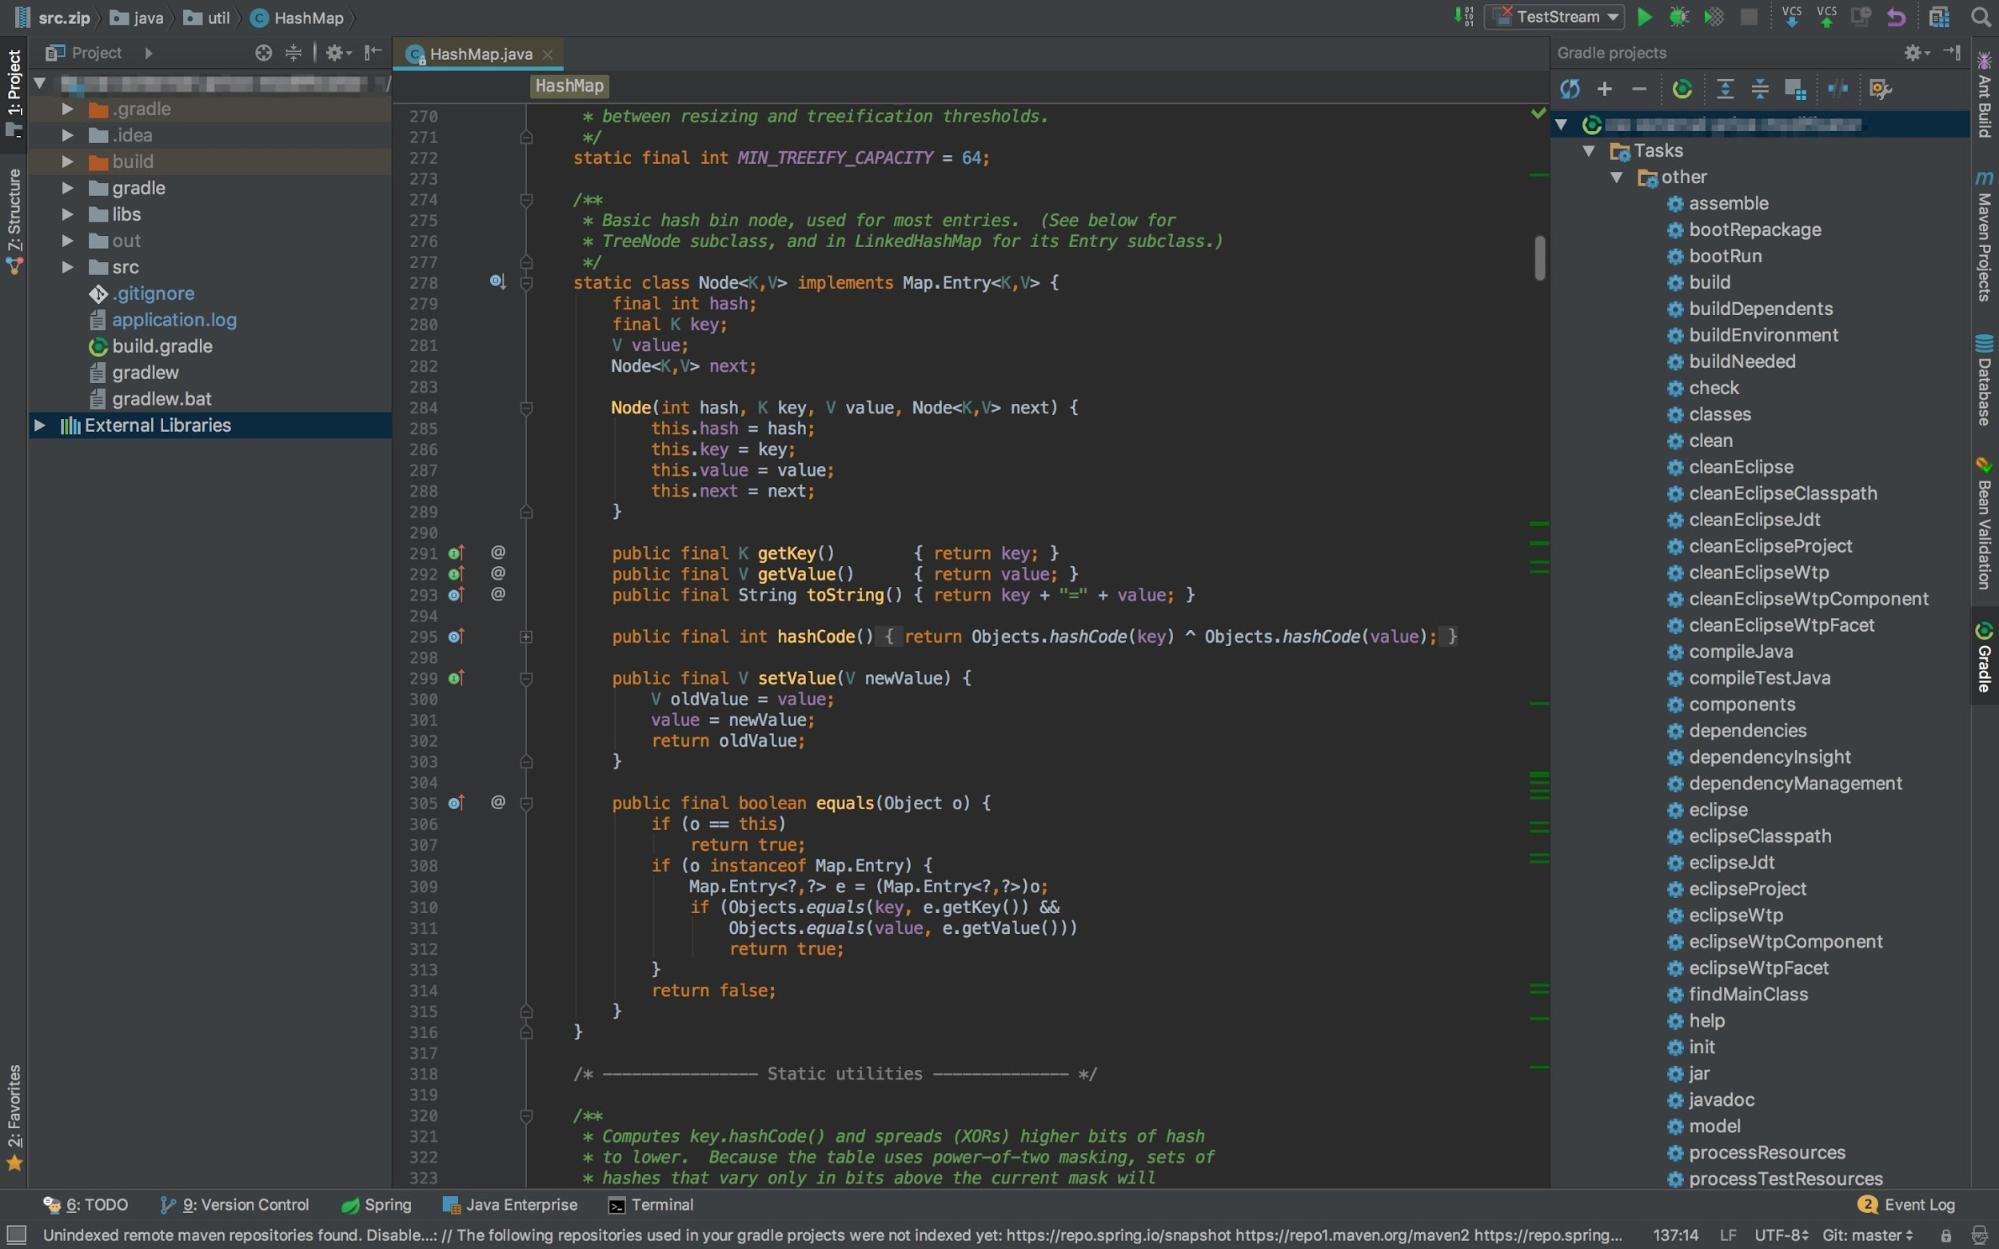 src.zip java util HashMap
TestStream
VCS VCS
1: Project
7: Structure
2: Favorites
Project
.gradle
.idea
build
gradle
libs
out
src
.gitignore
application.log
build.gradle
gradlew
gradlew.bat
External Libraries
HashMap.java
HashMap
270 * between resizing and treeification thresholds.
271 */
272 static final int MIN_TREEIFY_CAPACITY = 64;
273
274 /**
275 * Basic hash bin node, used for most entries.  (See below for
276 * TreeNode subclass, and in LinkedHashMap for its Entry subclass.)
277 */
278 static class Node<K,V> implements Map.Entry<K,V> {
279 final int hash;
280 final K key;
281 V value;
282 Node<K,V> next;
283
284 Node(int hash, K key, V value, Node<K,V> next) {
285 this.hash = hash;
286 this.key = key;
287 this.value = value;
288 this.next = next;
289 }
290
291 @ public final K getKey()        { return key; }
292 @ public final V getValue()      { return value; }
293 @ public final String toString() { return key + "=" + value; }
294
295 public final int hashCode() { return Objects.hashCode(key) ^ Objects.hashCode(value); }
298
299 public final V setValue(V newValue) {
300 V oldValue = value;
301 value = newValue;
302 return oldValue;
303 }
304
305 @ public final boolean equals(Object o) {
306 if (o == this)
307 return true;
308 if (o instanceof Map.Entry) {
309 Map.Entry<?,?> e = (Map.Entry<?,?>)o;
310 if (Objects.equals(key, e.getKey()) &&
311 Objects.equals(value, e.getValue()))
312 return true;
313 }
314 return false;
315 }
316 }
317
318 /* ---------------- Static utilities -------------- */
319
320 /**
321 * Computes key.hashCode() and spreads (XORs) higher bits of hash
322 * to lower.  Because the table uses power-of-two masking, sets of
323 * hashes that vary only in bits above the current mask will
Gradle projects
Tasks
other
assemble
bootRepackage
bootRun
build
buildDependents
buildEnvironment
buildNeeded
check
classes
clean
cleanEclipse
cleanEclipseClasspath
cleanEclipseJdt
cleanEclipseProject
cleanEclipseWtp
cleanEclipseWtpComponent
cleanEclipseWtpFacet
compileJava
compileTestJava
components
dependencies
dependencyInsight
dependencyManagement
eclipse
eclipseClasspath
eclipseJdt
eclipseProject
eclipseWtp
eclipseWtpComponent
eclipseWtpFacet
findMainClass
help
init
jar
javadoc
model
processResources
processTestResources
Ant Build
Maven Projects
Database
Bean Validation
Gradle
6: TODO 9: Version Control Spring Java Enterprise Terminal 2 Event Log
Unindexed remote maven repositories found. Disable...: // The following repositories used in your gradle projects were not indexed yet: https://repo.spring.io/snapshot https://repo1.maven.org/maven2 https://repo.spring... 137:14 LF UTF-8 Git: master